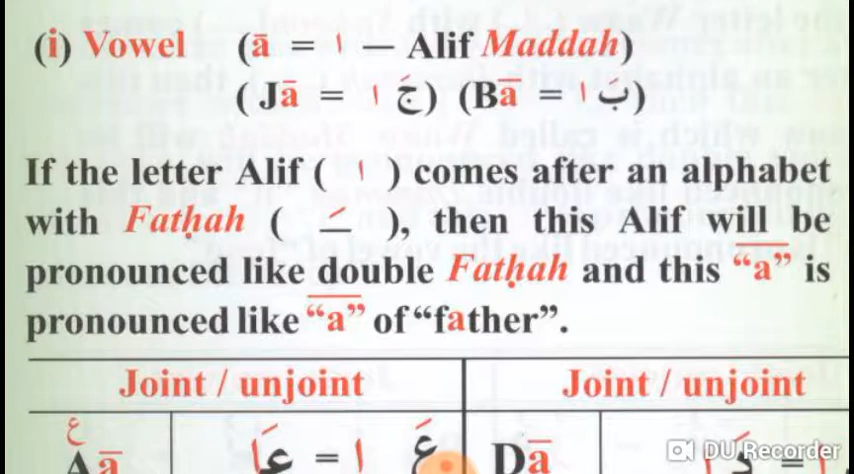 (i) Vowel (ā = ا — Alif Maddah)
(Jā = جَ ا) (Bā = بَ ا)
If the letter Alif ( ا ) comes after an alphabet
with Fatḥah ( َ ), then this Alif will be
pronounced like double Fatḥah and this “a” is
pronounced like “a” of “father”.
Joint / unjoint Joint / unjoint
ع
Aā عَا = عَ ا Dā
DU Recorder